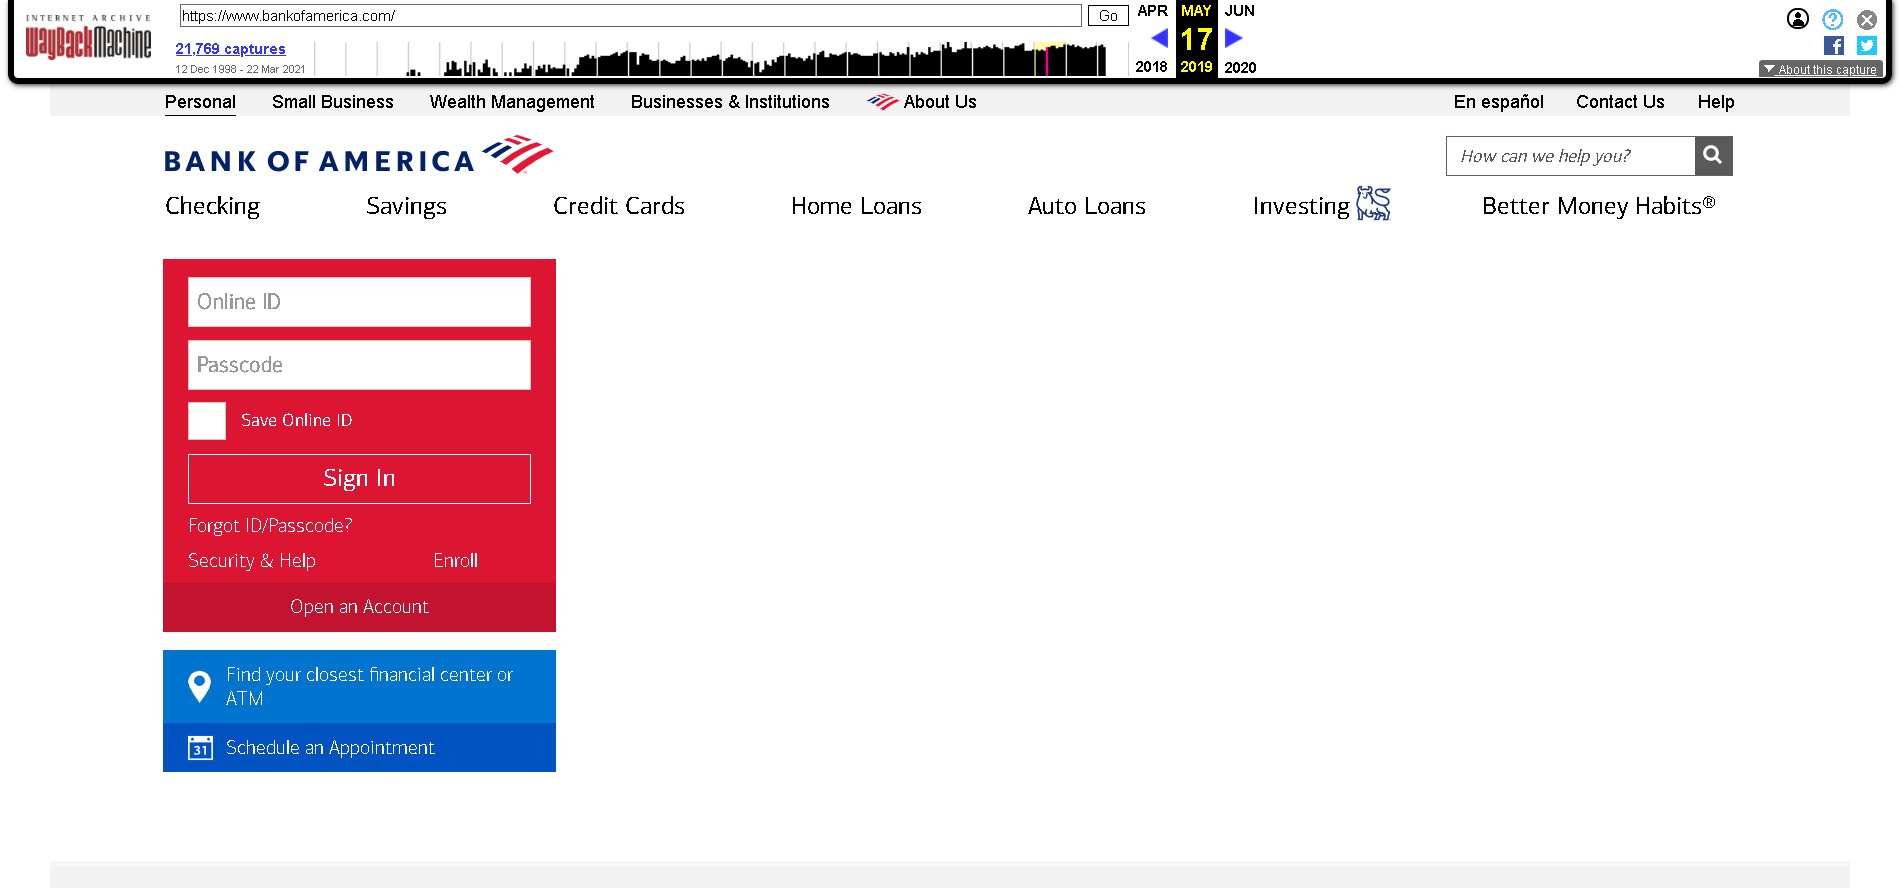 INTERNET ARCHIVE
WayBackMachine
https://www.bankofamerica.com/
Go
APR
MAY
JUN
21,769 captures
17
12 Dec 1998 - 22 Mar 2021
2018
2019
2020
About this capture
Personal
Small Business
Wealth Management
Businesses & Institutions
About Us
En español
Contact Us
Help
BANK OF AMERICA
How can we help you?
Checking
Savings
Credit Cards
Home Loans
Auto Loans
Investing
Better Money Habits®
Online ID
Passcode
Save Online ID
Sign In
Forgot ID/Passcode?
Security & Help
Enroll
Open an Account
Find your closest financial center or
ATM
31
Schedule an Appointment